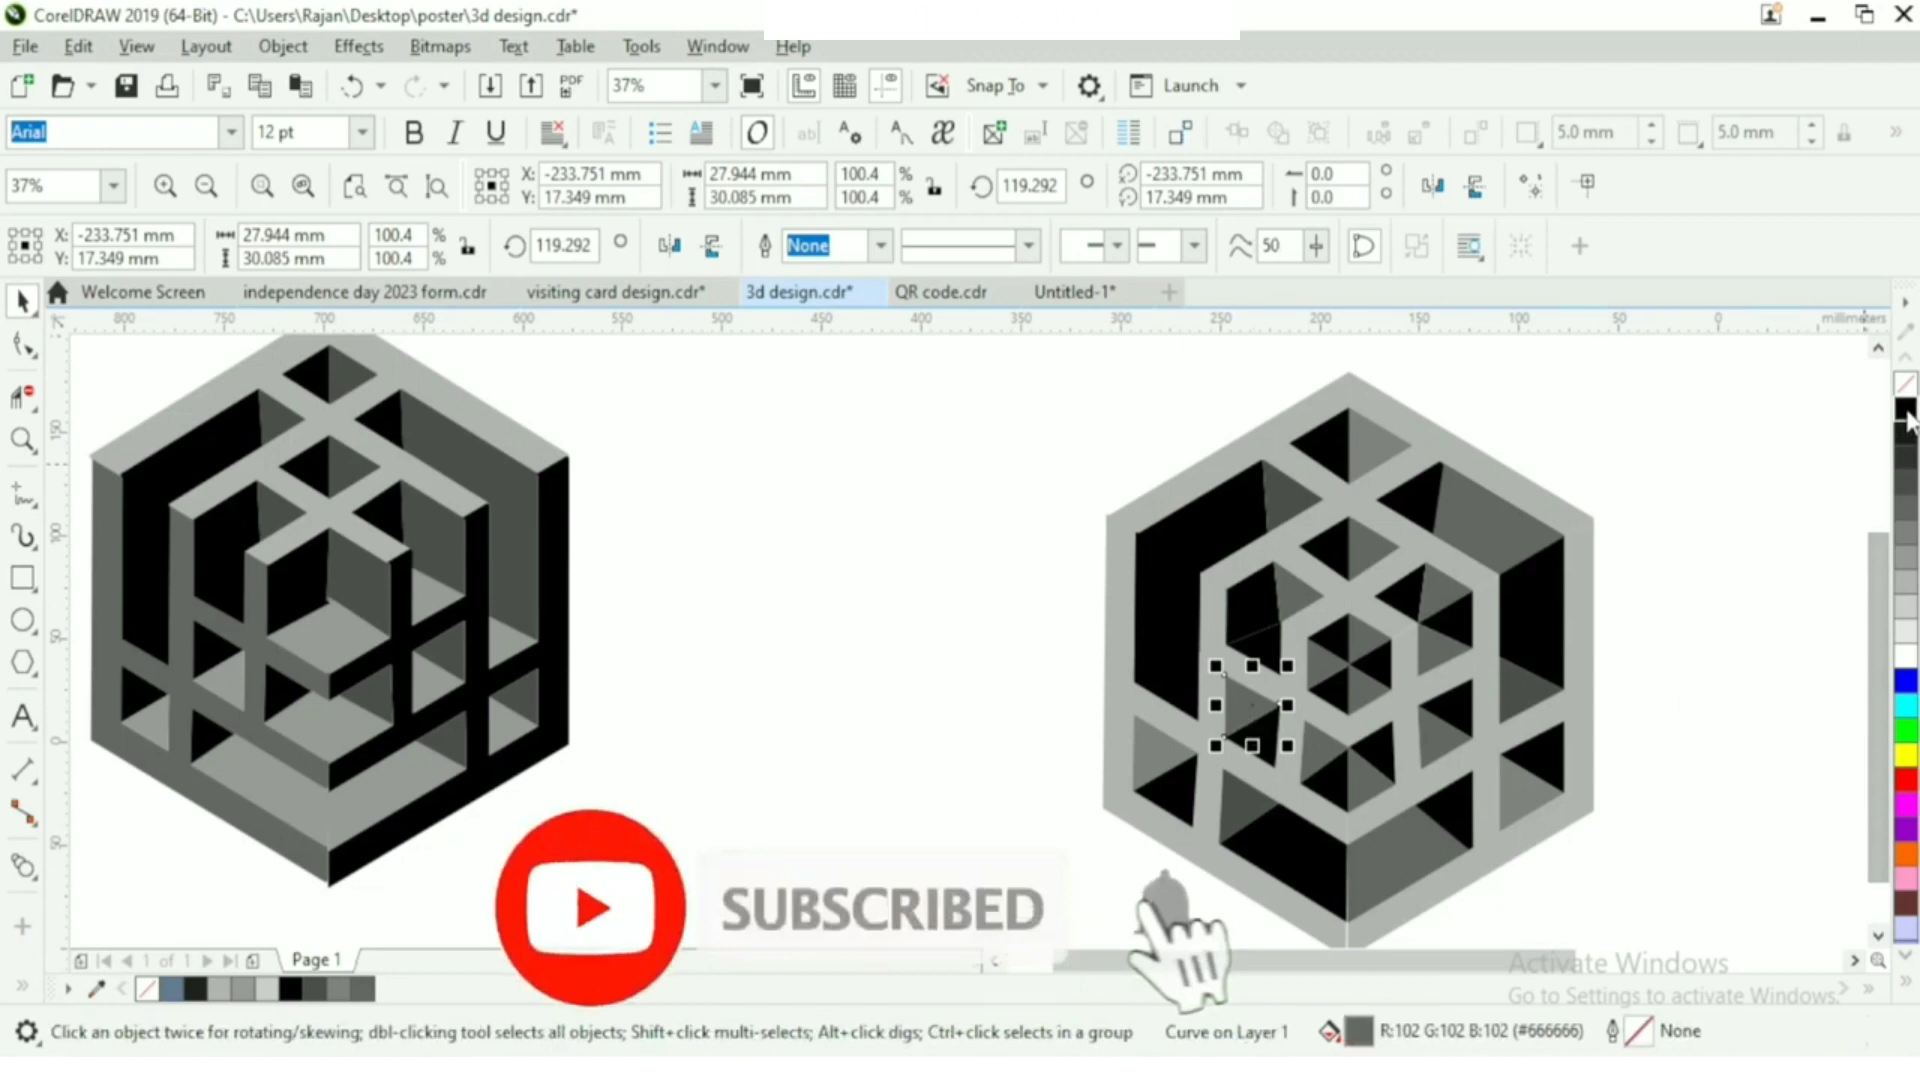 CorelDRAW 2019 (64-Bit) - C:\Users\Rajan\Desktop\poster\3d design.cdr*
File Edit View Layout Object Effects Bitmaps Text Table Tools Window Help
PDF 37% Snap To Launch
Arial 12 pt B I U O ab A A æ 5.0 mm 5.0 mm
37% X: -233.751 mm 27.944 mm 100.4 % 119.292 -233.751 mm 0.0
Y: 17.349 mm 30.085 mm 100.4 % 17.349 mm 0.0
X: -233.751 mm 27.944 mm 100.4 % 119.292 None 50
Y: 17.349 mm 30.085 mm 100.4 %
Welcome Screen independence day 2023 form.cdr visiting card design.cdr* 3d design.cdr* QR code.cdr Untitled-1*
800 750 700 650 600 550 500 450 400 350 300 250 200 150 100 50 0 millimeters
150
100
50
0
50
SUBSCRIBED
1 of 1 Page 1
Activate Windows
Go to Settings to activate Windows.
Click an object twice for rotating/skewing; dbl-clicking tool selects all objects; Shift+click multi-selects; Alt+click digs; Ctrl+click selects in a group Curve on Layer 1 R:102 G:102 B:102 (#666666) None